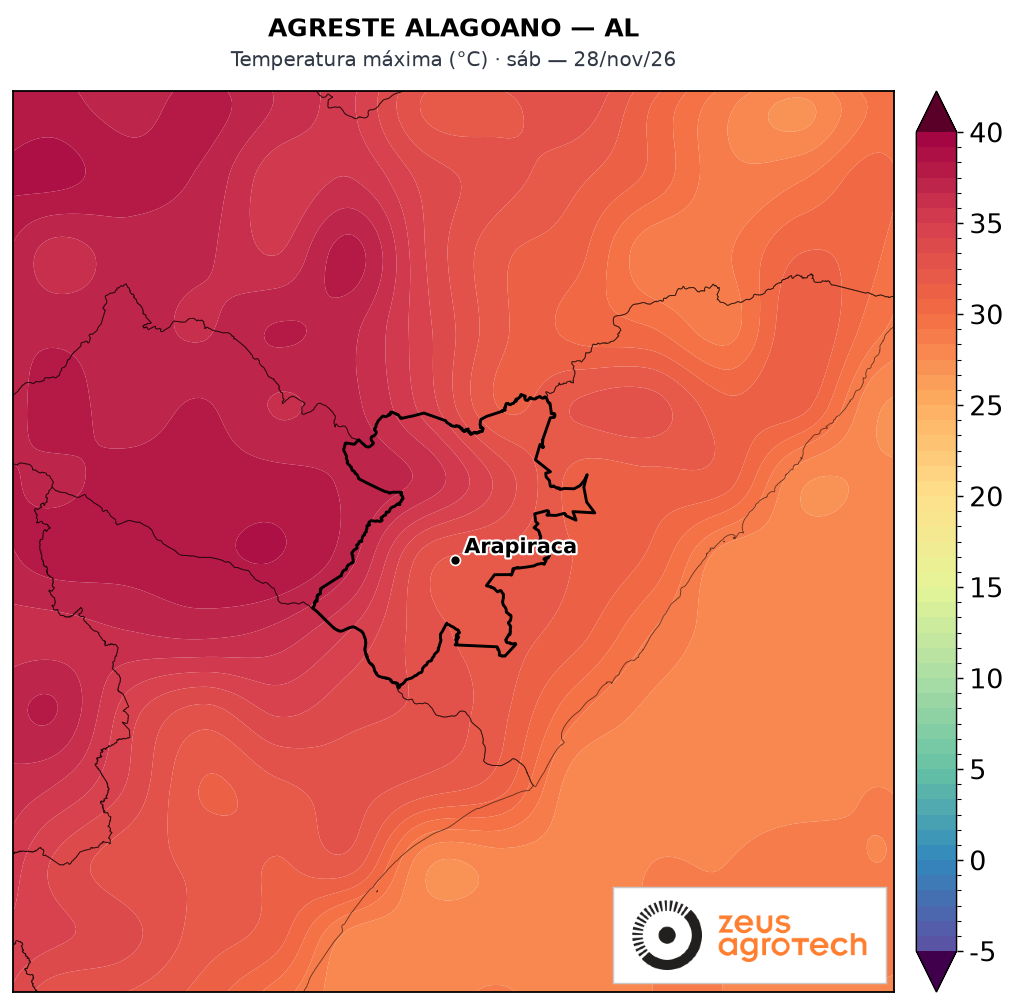 AGRESTE ALAGOANO — AL
Temperatura máxima (°C) · sáb — 28/nov/26
40
35
30
25
20
15
10
5
0
-5
Arapiraca
zeus
agrotech